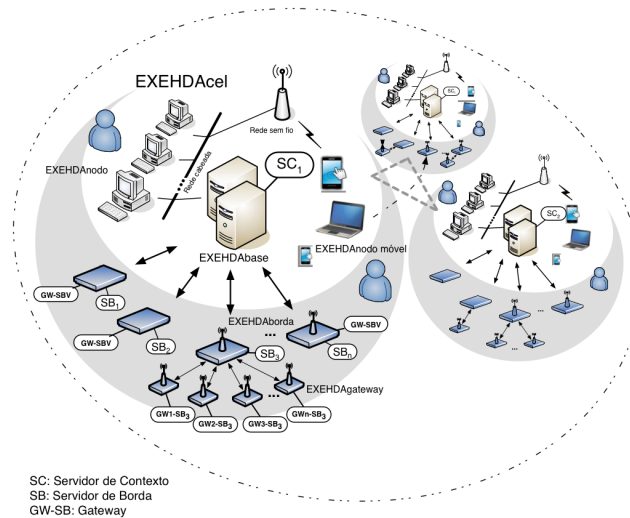 EXEHDAcel
Rede sem fio
EXEHDAnodo
Rede cabeada
SC1
EXEHDAnodo móvel
EXEHDAbase
GW-SBV
SB1
GW-SBV
SB2
EXEHDAborda
SB3
GW-SBV
SBn
...
EXEHDAgateway
...
GW1-SB3
GW2-SB3
GW3-SB3
GWn-SB3
...
...
...
SC: Servidor de Contexto
SB: Servidor de Borda
GW-SB: Gateway